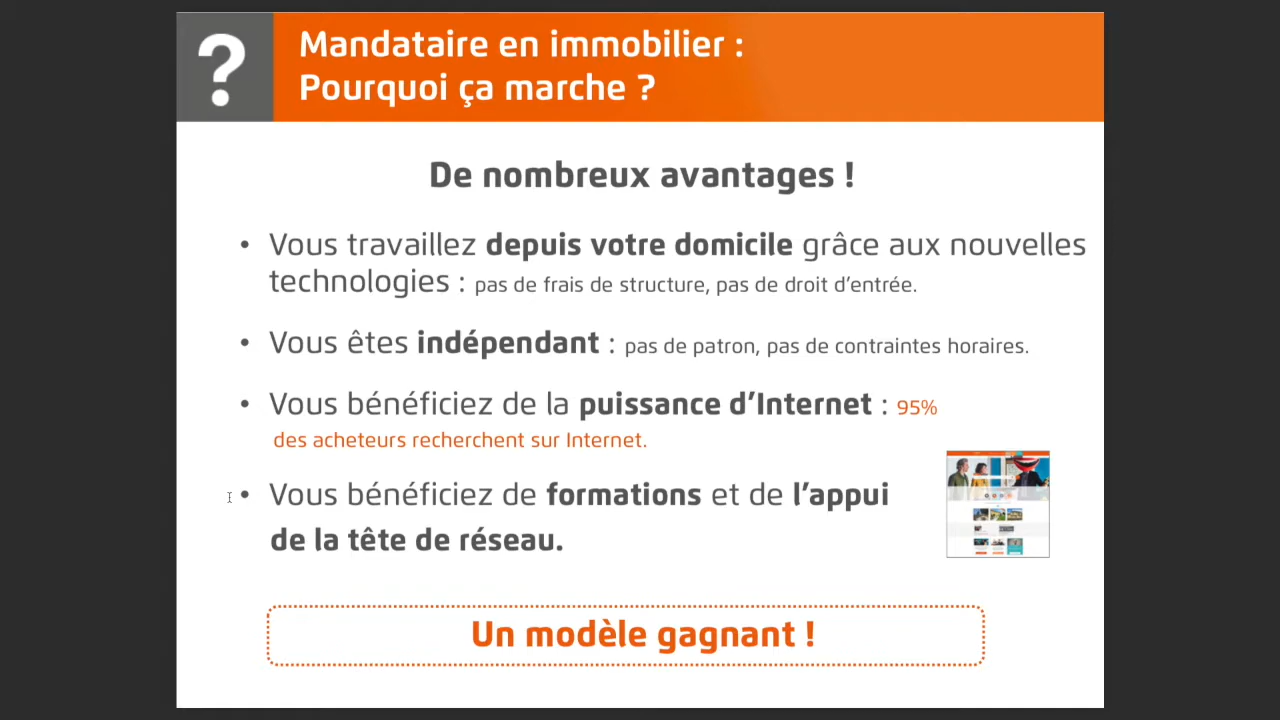 ?
Mandataire en immobilier :
Pourquoi ça marche ?
De nombreux avantages !
• Vous travaillez depuis votre domicile grâce aux nouvelles
technologies : pas de frais de structure, pas de droit d’entrée.
• Vous êtes indépendant : pas de patron, pas de contraintes horaires.
• Vous bénéficiez de la puissance d’Internet : 95%
des acheteurs recherchent sur Internet.
• Vous bénéficiez de formations et de l’appui
de la tête de réseau.
Un modèle gagnant !